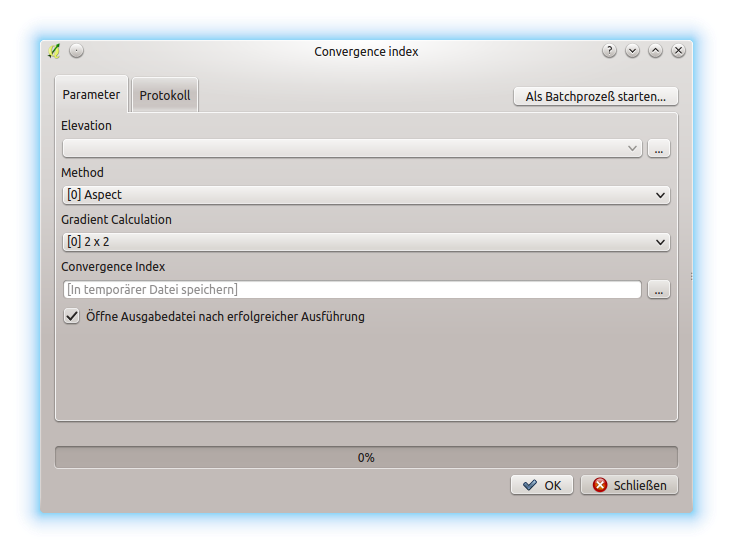 Convergence index
Parameter
Protokoll
Als Batchprozeß starten...
Elevation
...
Method
[0] Aspect
Gradient Calculation
[0] 2 x 2
Convergence Index
[In temporärer Datei speichern]
...
Öffne Ausgabedatei nach erfolgreicher Ausführung
0%
OK
Schließen